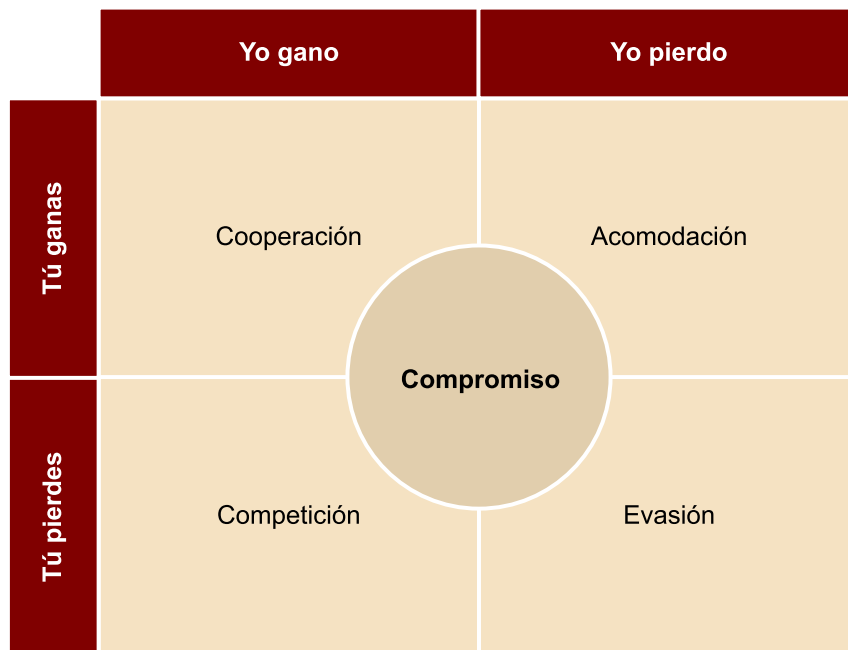 Yo gano
Yo pierdo
Tú ganas
Cooperación
Acomodación
Compromiso
Tú pierdes
Competición
Evasión